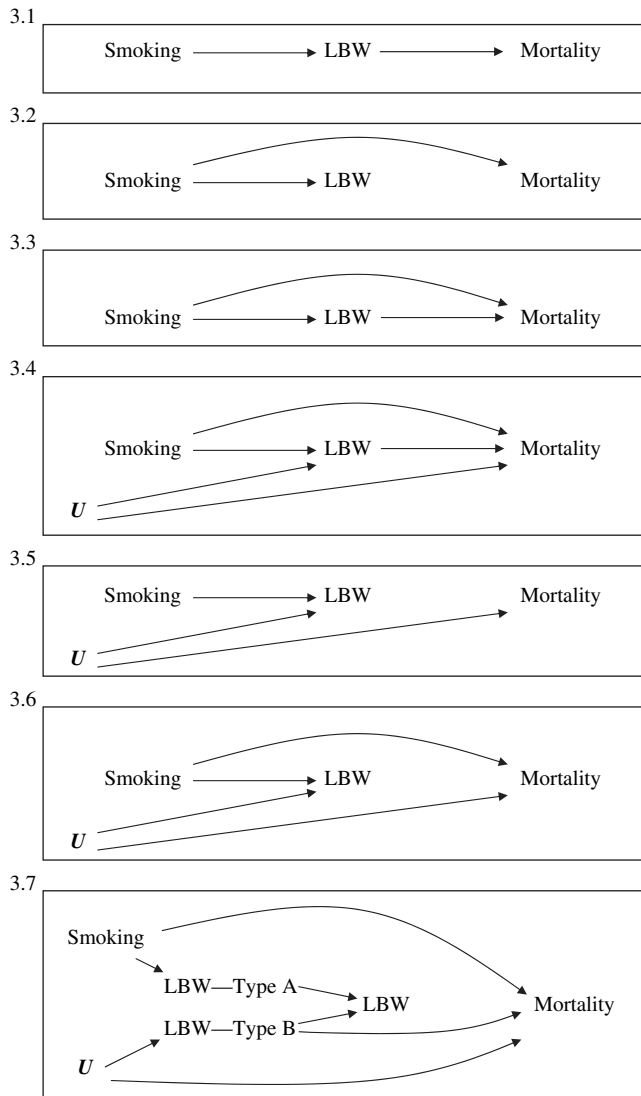 3.1
Smoking LBW Mortality
3.2
Smoking LBW Mortality
3.3
Smoking LBW Mortality
3.4
Smoking LBW Mortality
U
3.5
Smoking LBW Mortality
U
3.6
Smoking LBW Mortality
U
3.7
Smoking
LBW—Type A
LBW Mortality
LBW—Type B
U